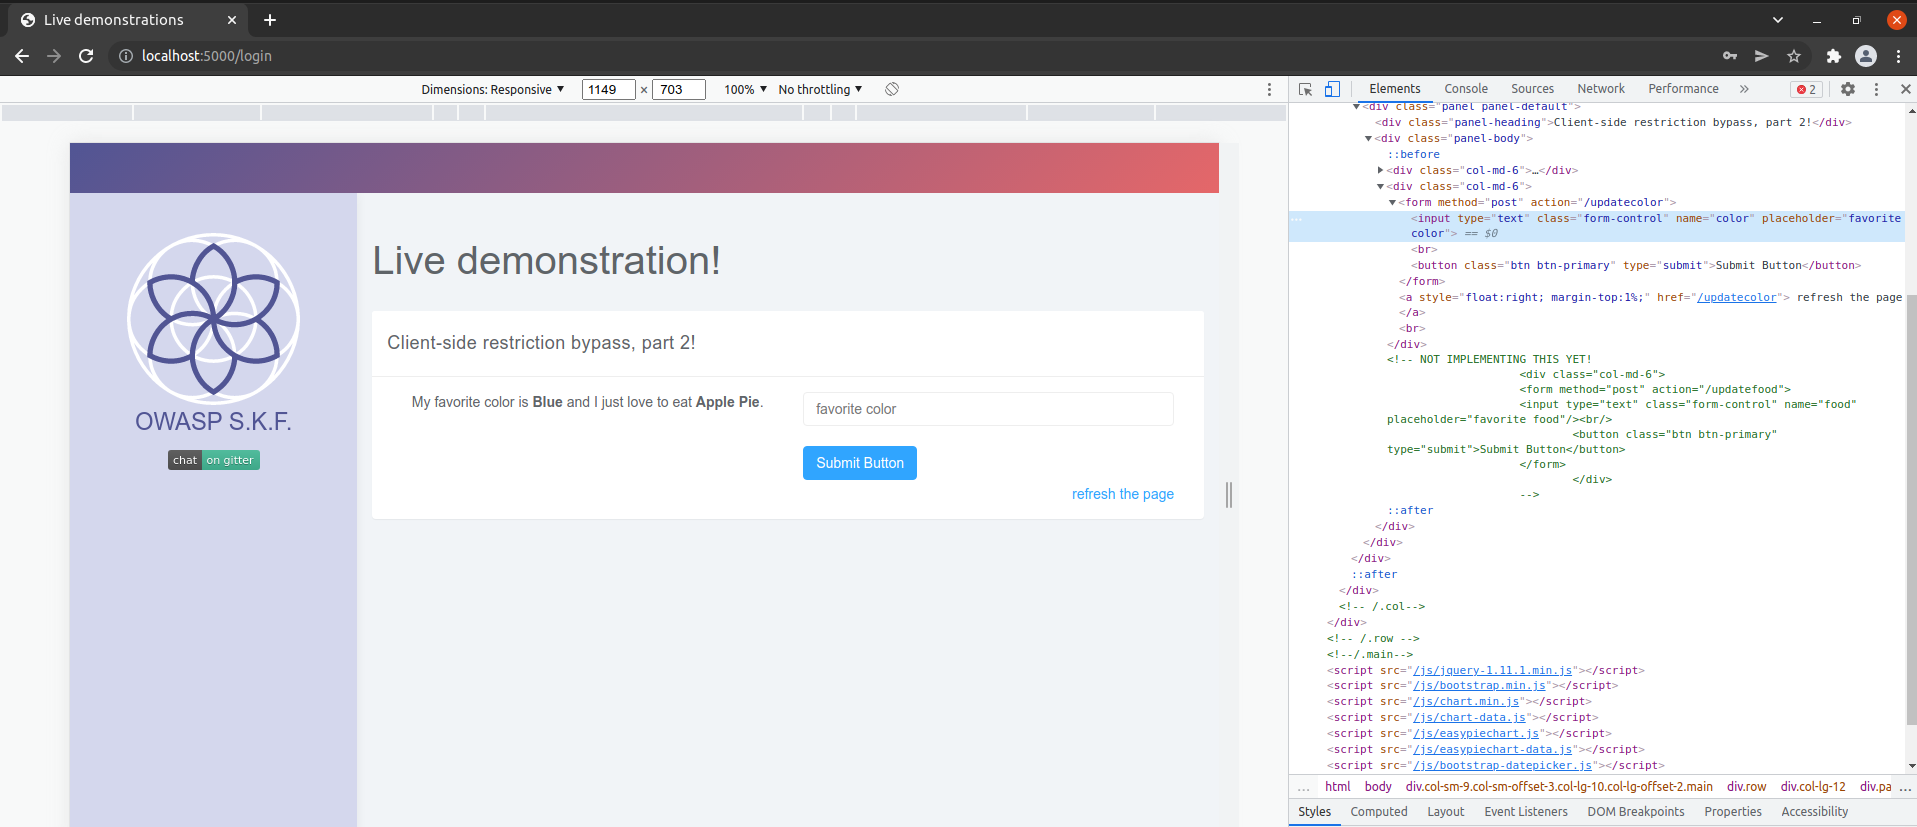 Live demonstrations
localhost:5000/login
Dimensions: Responsive 1149 × 703 100% No throttling
Elements Console Sources Network Performance » 2
OWASP S.K.F.
chat on gitter
Live demonstration!
Client-side restriction bypass, part 2!
My favorite color is Blue and I just love to eat Apple Pie.
favorite color
Submit Button
refresh the page
<div class="panel panel-default">
<div class="panel-heading">Client-side restriction bypass, part 2!</div>
<div class="panel-body">
::before
<div class="col-md-6">…</div>
<div class="col-md-6">
<form method="post" action="/updatecolor">
<input type="text" class="form-control" name="color" placeholder="favorite
color"> == $0
<br>
<button class="btn btn-primary" type="submit">Submit Button</button>
</form>
<a style="float:right; margin-top:1%;" href="/updatecolor"> refresh the page
</a>
<br>
</div>
<!-- NOT IMPLEMENTING THIS YET!
<div class="col-md-6">
<form method="post" action="/updatefood">
<input type="text" class="form-control" name="food"
placeholder="favorite food"/><br/>
<button class="btn btn-primary"
type="submit">Submit Button</button>
</form>
</div>
-->
::after
</div>
</div>
</div>
::after
</div>
<!-- /.col-->
</div>
<!-- /.row -->
<!--/.main-->
<script src="/js/jquery-1.11.1.min.js"></script>
<script src="/js/bootstrap.min.js"></script>
<script src="/js/chart.min.js"></script>
<script src="/js/chart-data.js"></script>
<script src="/js/easypiechart.js"></script>
<script src="/js/easypiechart-data.js"></script>
<script src="/js/bootstrap-datepicker.js"></script>
... html body div.col-sm-9.col-sm-offset-3.col-lg-10.col-lg-offset-2.main div.row div.col-lg-12 div.pa ...
Styles Computed Layout Event Listeners DOM Breakpoints Properties Accessibility